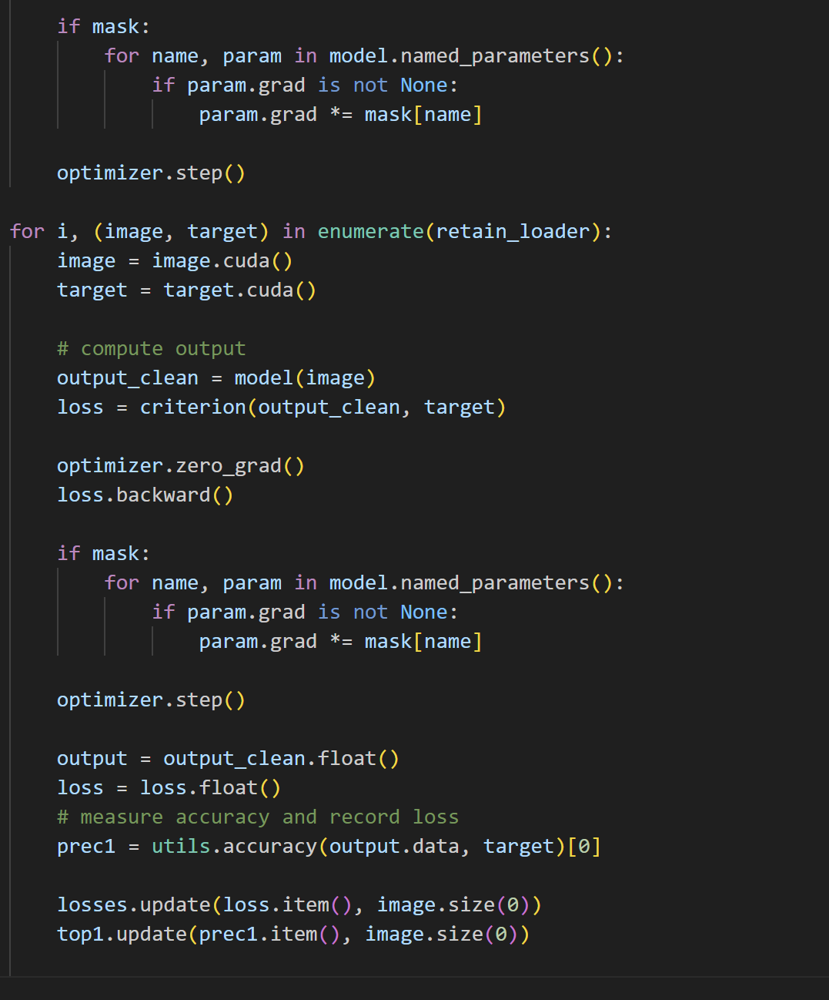 if mask:
for name, param in model.named_parameters():
if param.grad is not None:
param.grad *= mask[name]
optimizer.step()
for i, (image, target) in enumerate(retain_loader):
image = image.cuda()
target = target.cuda()
# compute output
output_clean = model(image)
loss = criterion(output_clean, target)
optimizer.zero_grad()
loss.backward()
if mask:
for name, param in model.named_parameters():
if param.grad is not None:
param.grad *= mask[name]
optimizer.step()
output = output_clean.float()
loss = loss.float()
# measure accuracy and record loss
prec1 = utils.accuracy(output.data, target)[0]
losses.update(loss.item(), image.size(0))
top1.update(prec1.item(), image.size(0))